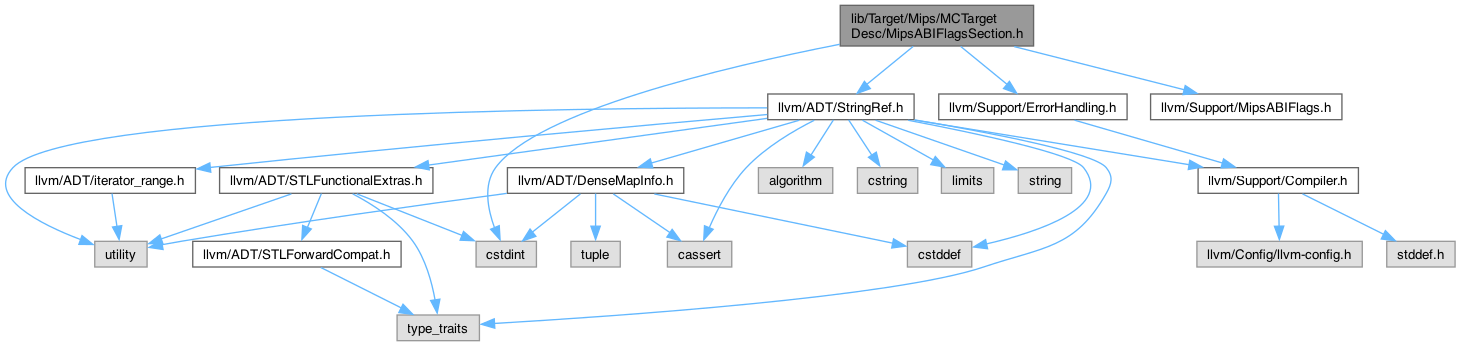 lib/Target/Mips/MCTarget
Desc/MipsABIFlagsSection.h
llvm/ADT/StringRef.h
llvm/Support/ErrorHandling.h
llvm/Support/MipsABIFlags.h
llvm/ADT/iterator_range.h
llvm/ADT/STLFunctionalExtras.h
llvm/ADT/DenseMapInfo.h
algorithm
cstring
limits
string
llvm/Support/Compiler.h
utility
llvm/ADT/STLForwardCompat.h
cstdint
tuple
cassert
cstddef
llvm/Config/llvm-config.h
stddef.h
type_traits